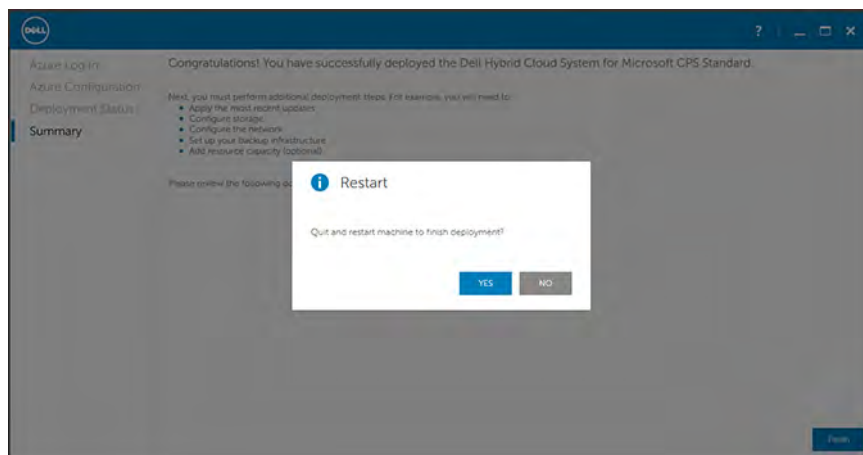 DELL
?
Azure Log In
Azure Configuration
Deployment Status
Summary
Congratulations! You have successfully deployed the Dell Hybrid Cloud System for Microsoft CPS Standard.
Next, you must perform additional deployment steps. For example, you will need to:
Apply the most recent updates
Configure storage
Configure the network
Set up your backup infrastructure
Add resource capacity (optional)
Please review the following
Restart
Quit and restart machine to finish deployment?
YES
NO
Finish